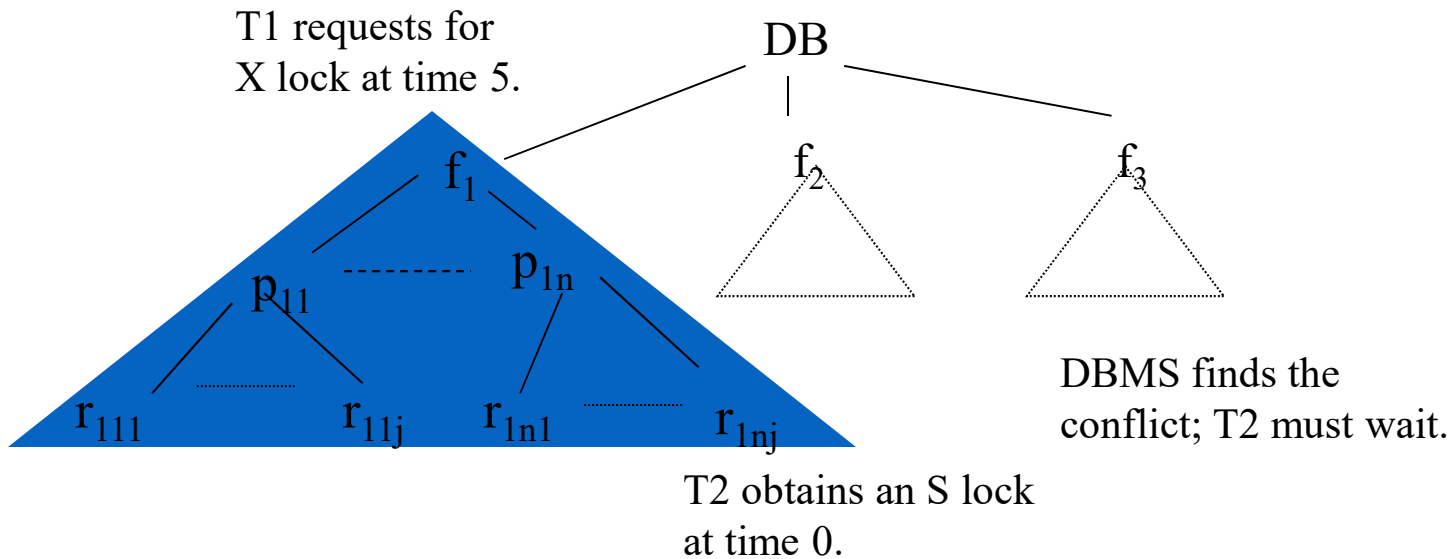 T1 requests for
X lock at time 5.
DB
f₁
f₂
f₃
p₁₁
p₁ₙ
r₁₁₁
r₁₁ⱼ
r₁ₙ₁
r₁ₙⱼ
DBMS finds the
conflict; T2 must wait.
T2 obtains an S lock
at time 0.